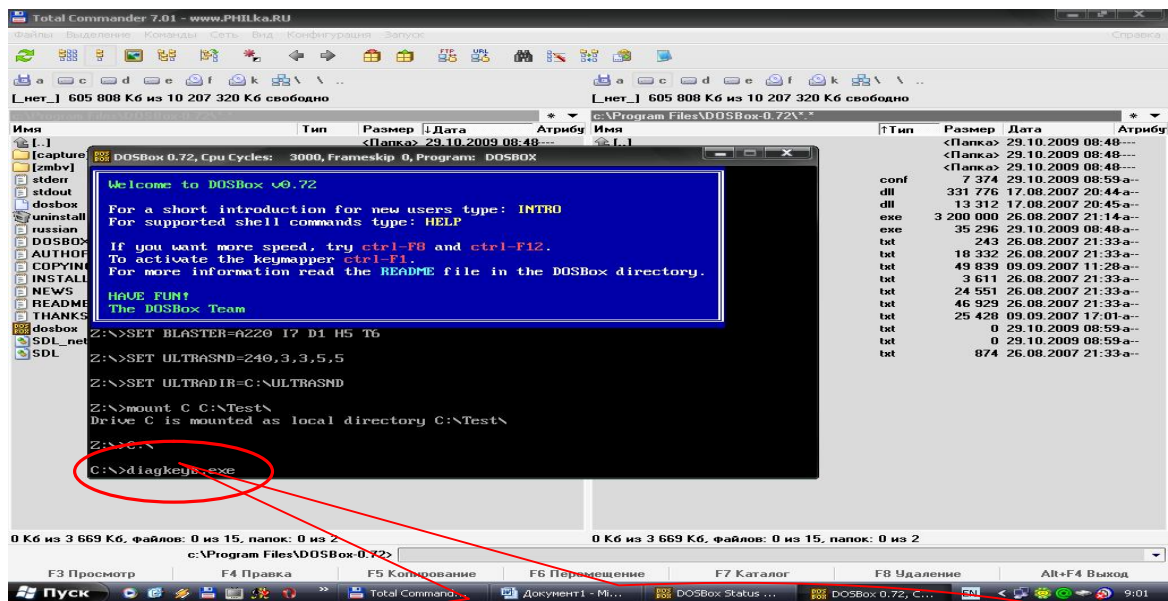 Total Commander 7.01 - www.PHILka.RU
Файлы Выделение Команды Сеть Вид Конфигурация Запуск Справка
FTP URL
a c d e f k \ \ ..
a c d e f k \ \ ..
[_нет_] 605 808 Кб из 10 207 320 Кб свободно
[_нет_] 605 808 Кб из 10 207 320 Кб свободно
c:\Program Files\DOSBox-0.72\*.* * ▼
c:\Program Files\DOSBox-0.72\*.* * ▼
Имя Тип Размер ↓Дата Атрибу
Имя ↑Тип Размер Дата Атрибу
[..] <Папка> 29.10.2009 08:48----
[capture
[zmbv]
stderr
stdout
dosbox
uninstall
russian
DOSBOX
AUTHOR
COPYIN
INSTALL
NEWS
README
THANKS
dosbox
SDL_net
SDL
[..] <Папка> 29.10.2009 08:48----
<Папка> 29.10.2009 08:48----
<Папка> 29.10.2009 08:48----
conf 7 374 29.10.2009 08:59-a--
dll 331 776 17.08.2007 20:44-a--
dll 13 312 17.08.2007 20:45-a--
exe 3 200 000 26.08.2007 21:14-a--
exe 35 296 29.10.2009 08:48-a--
txt 243 26.08.2007 21:33-a--
txt 18 332 26.08.2007 21:33-a--
txt 49 839 09.09.2007 11:28-a--
txt 3 611 26.08.2007 21:33-a--
txt 24 551 26.08.2007 21:33-a--
txt 46 929 26.08.2007 21:33-a--
txt 25 428 09.09.2007 17:01-a--
txt 0 29.10.2009 08:59-a--
txt 0 29.10.2009 08:59-a--
txt 874 26.08.2007 21:33-a--
DOSBox 0.72, Cpu Cycles: 3000, Frameskip 0, Program: DOSBOX
Welcome to DOSBox v0.72
For a short introduction for new users type: INTRO
For supported shell commands type: HELP
If you want more speed, try ctrl-F8 and ctrl-F12.
To activate the keymapper ctrl-F1.
For more information read the README file in the DOSBox directory.
HAVE FUN!
The DOSBox Team
Z:\>SET BLASTER=A220 I7 D1 H5 T6
Z:\>SET ULTRASND=240,3,3,5,5
Z:\>SET ULTRADIR=C:\ULTRASND
Z:\>mount C C:\Test\
Drive C is mounted as local directory C:\Test\
Z:\>C:\
C:\>diagkeyb.exe
0 Кб из 3 669 Кб, файлов: 0 из 15, папок: 0 из 2
0 Кб из 3 669 Кб, файлов: 0 из 15, папок: 0 из 2
c:\Program Files\DOSBox-0.72>
F3 Просмотр F4 Правка F5 Копирование F6 Перемещение F7 Каталог F8 Удаление Alt+F4 Выход
Пуск » Total Command... Документ1 - Mi... DOSBox Status ... DOSBox 0.72, C... EN < 9:01